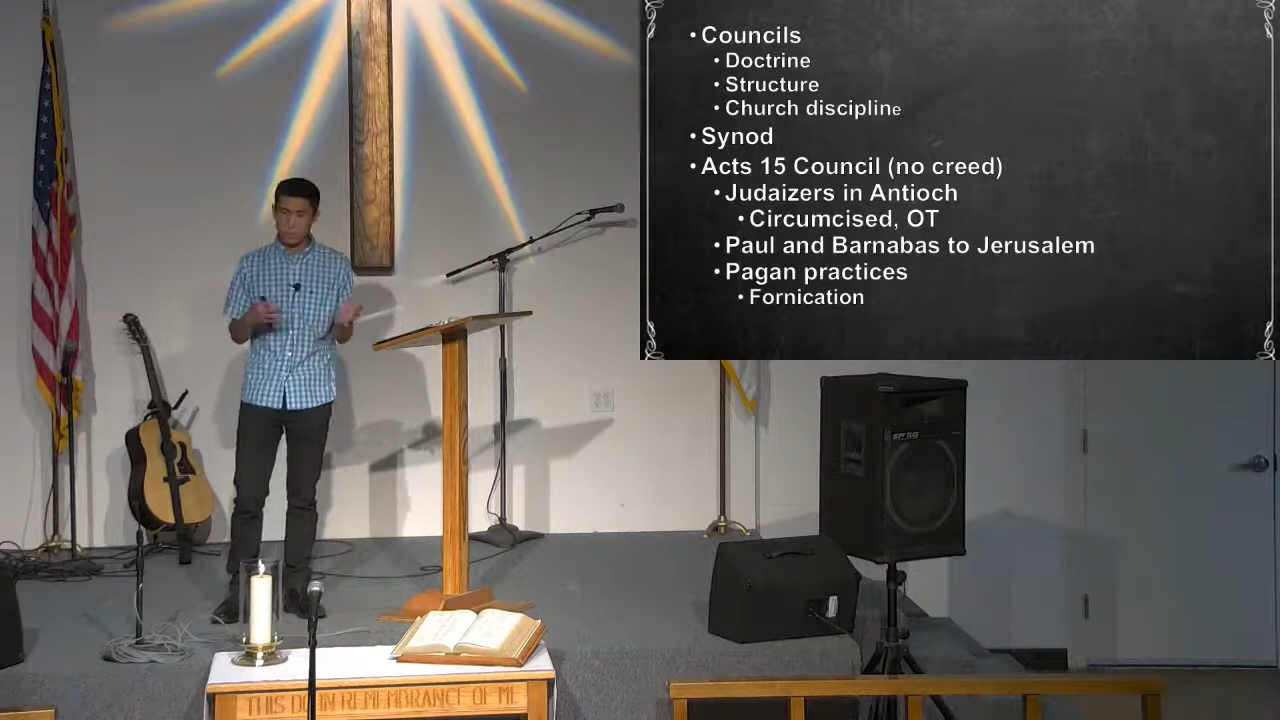 • Councils
• Doctrine
• Structure
• Church discipline
• Synod
• Acts 15 Council (no creed)
• Judaizers in Antioch
• Circumcised, OT
• Paul and Barnabas to Jerusalem
• Pagan practices
• Fornication
THIS DO IN REMEMBRANCE OF ME